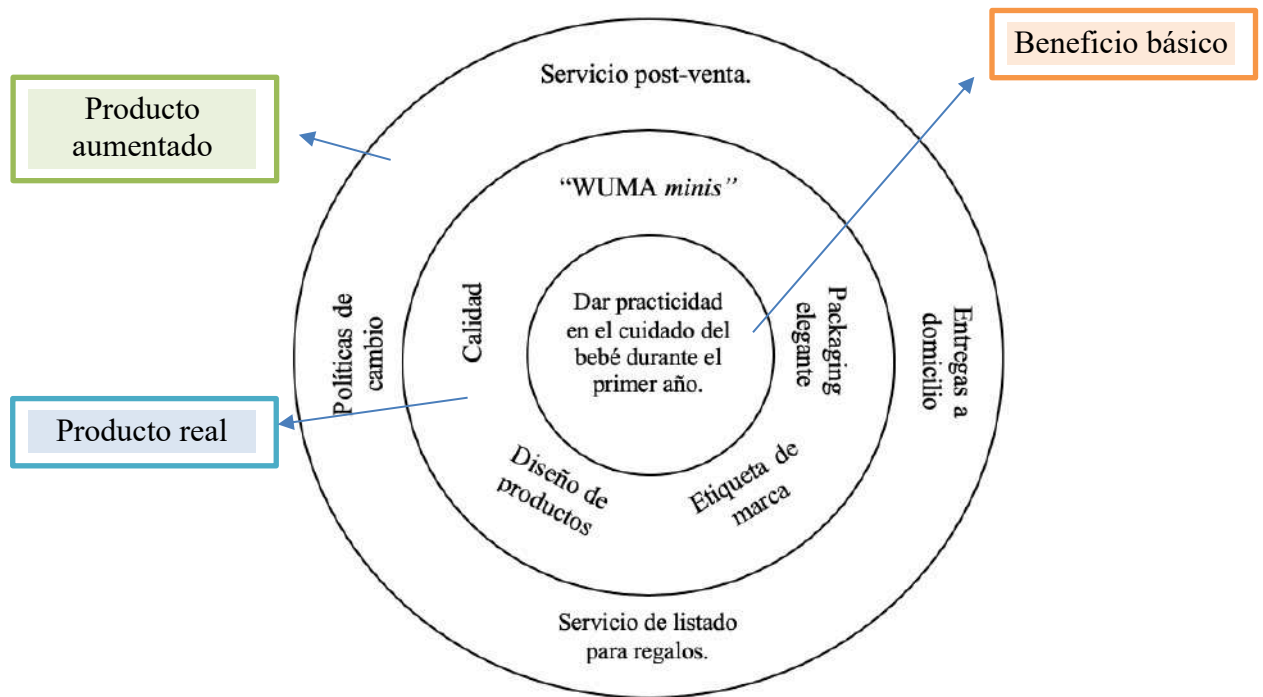 Beneficio básico
Servicio post-venta.
Producto
aumentado
“WUMA minis”
Políticas de
cambio
Calidad
Dar practicidad
en el cuidado del
bebé durante el
primer año.
Packaging
elegante
Entregas a
domicilio
Producto real
Diseño de
productos
Etiqueta de
marca
Servicio de listado
para regalos.